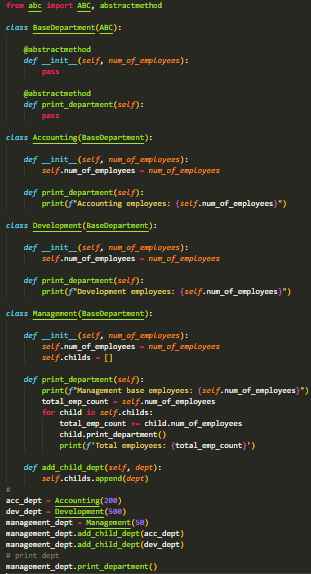 from abc import ABC, abstractmethod
class BaseDepartment(ABC):
@abstractmethod
def __init__(self, num_of_employees):
pass
@abstractmethod
def print_department(self):
pass
class Accounting(BaseDepartment):
def __init__(self, num_of_employees):
self.num_of_employees = num_of_employees
def print_department(self):
print(f"Accounting employees: {self.num_of_employees}")
class Development(BaseDepartment):
def __init__(self, num_of_employees):
self.num_of_employees = num_of_employees
def print_department(self):
print(f"Development employees: {self.num_of_employees}")
class Management(BaseDepartment):
def __init__(self, num_of_employees):
self.num_of_employees = num_of_employees
self.childs = []
def print_department(self):
print(f"Management base employees: {self.num_of_employees}")
total_emp_count = self.num_of_employees
for child in self.childs:
total_emp_count += child.num_of_employees
child.print_department()
print(f'Total employees: {total_emp_count}')
def add_child_dept(self, dept):
self.childs.append(dept)
#
acc_dept = Accounting(200)
dev_dept = Development(500)
management_dept = Management(50)
management_dept.add_child_dept(acc_dept)
management_dept.add_child_dept(dev_dept)
# print dept
management_dept.print_department()